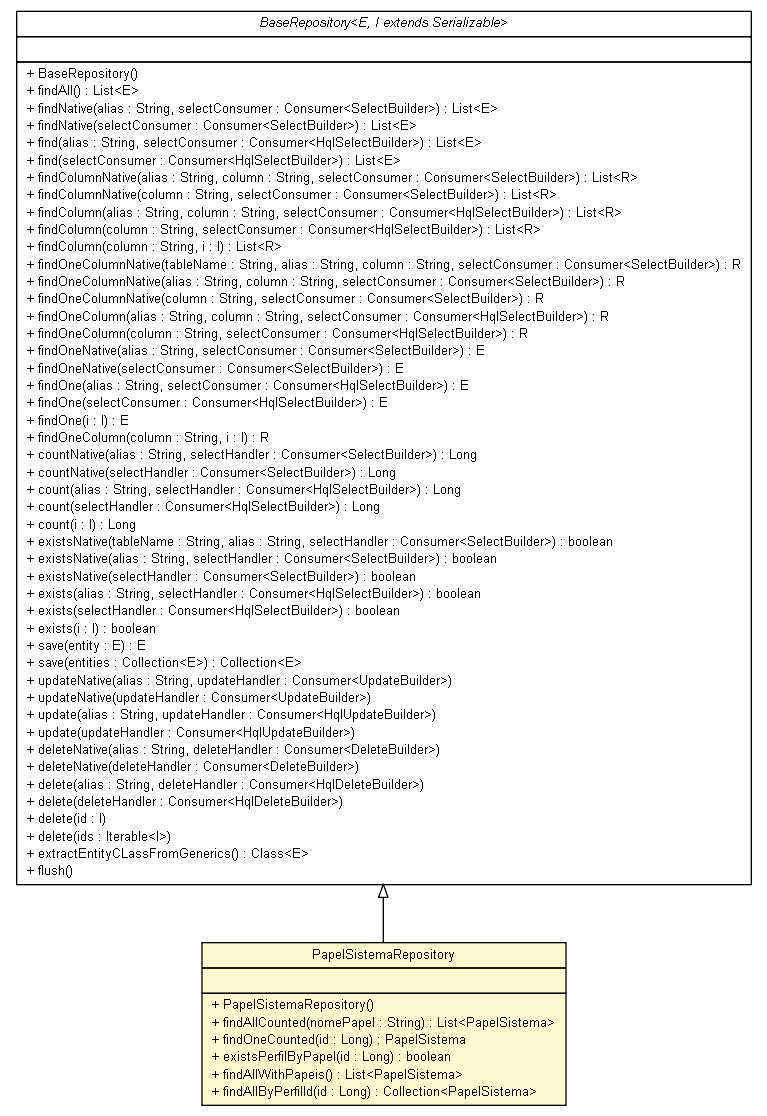 BaseRepository<E, I extends Serializable>
+ BaseRepository()
+ findAll() : List<E>
+ findNative(alias : String, selectConsumer : Consumer<SelectBuilder>) : List<E>
+ findNative(selectConsumer : Consumer<SelectBuilder>) : List<E>
+ find(alias : String, selectConsumer : Consumer<HqlSelectBuilder>) : List<E>
+ find(selectConsumer : Consumer<HqlSelectBuilder>) : List<E>
+ findColumnNative(alias : String, column : String, selectConsumer : Consumer<SelectBuilder>) : List<R>
+ findColumnNative(column : String, selectConsumer : Consumer<SelectBuilder>) : List<R>
+ findColumn(alias : String, column : String, selectConsumer : Consumer<HqlSelectBuilder>) : List<R>
+ findColumn(column : String, selectConsumer : Consumer<HqlSelectBuilder>) : List<R>
+ findColumn(column : String, i : I) : List<R>
+ findOneColumnNative(tableName : String, alias : String, column : String, selectConsumer : Consumer<SelectBuilder>) : R
+ findOneColumnNative(alias : String, column : String, selectConsumer : Consumer<SelectBuilder>) : R
+ findOneColumnNative(column : String, selectConsumer : Consumer<SelectBuilder>) : R
+ findOneColumn(alias : String, column : String, selectConsumer : Consumer<HqlSelectBuilder>) : R
+ findOneColumn(column : String, selectConsumer : Consumer<HqlSelectBuilder>) : R
+ findOneNative(alias : String, selectConsumer : Consumer<SelectBuilder>) : E
+ findOneNative(selectConsumer : Consumer<SelectBuilder>) : E
+ findOne(alias : String, selectConsumer : Consumer<HqlSelectBuilder>) : E
+ findOne(selectConsumer : Consumer<HqlSelectBuilder>) : E
+ findOne(i : I) : E
+ findOneColumn(column : String, i : I) : R
+ countNative(alias : String, selectHandler : Consumer<SelectBuilder>) : Long
+ countNative(selectHandler : Consumer<SelectBuilder>) : Long
+ count(alias : String, selectHandler : Consumer<HqlSelectBuilder>) : Long
+ count(selectHandler : Consumer<HqlSelectBuilder>) : Long
+ count(i : I) : Long
+ existsNative(tableName : String, alias : String, selectHandler : Consumer<SelectBuilder>) : boolean
+ existsNative(alias : String, selectHandler : Consumer<SelectBuilder>) : boolean
+ existsNative(selectHandler : Consumer<SelectBuilder>) : boolean
+ exists(alias : String, selectHandler : Consumer<HqlSelectBuilder>) : boolean
+ exists(selectHandler : Consumer<HqlSelectBuilder>) : boolean
+ exists(i : I) : boolean
+ save(entity : E) : E
+ save(entities : Collection<E>) : Collection<E>
+ updateNative(alias : String, updateHandler : Consumer<UpdateBuilder>)
+ updateNative(updateHandler : Consumer<UpdateBuilder>)
+ update(alias : String, updateHandler : Consumer<HqlUpdateBuilder>)
+ update(updateHandler : Consumer<HqlUpdateBuilder>)
+ deleteNative(alias : String, deleteHandler : Consumer<DeleteBuilder>)
+ deleteNative(deleteHandler : Consumer<DeleteBuilder>)
+ delete(alias : String, deleteHandler : Consumer<HqlDeleteBuilder>)
+ delete(deleteHandler : Consumer<HqlDeleteBuilder>)
+ delete(id : I)
+ delete(ids : Iterable<I>)
+ extractEntityCLassFromGenerics() : Class<E>
+ flush()
PapelSistemaRepository
+ PapelSistemaRepository()
+ findAllCounted(nomePapel : String) : List<PapelSistema>
+ findOneCounted(id : Long) : PapelSistema
+ existsPerfilByPapel(id : Long) : boolean
+ findAllWithPapeis() : List<PapelSistema>
+ findAllByPerfilId(id : Long) : Collection<PapelSistema>